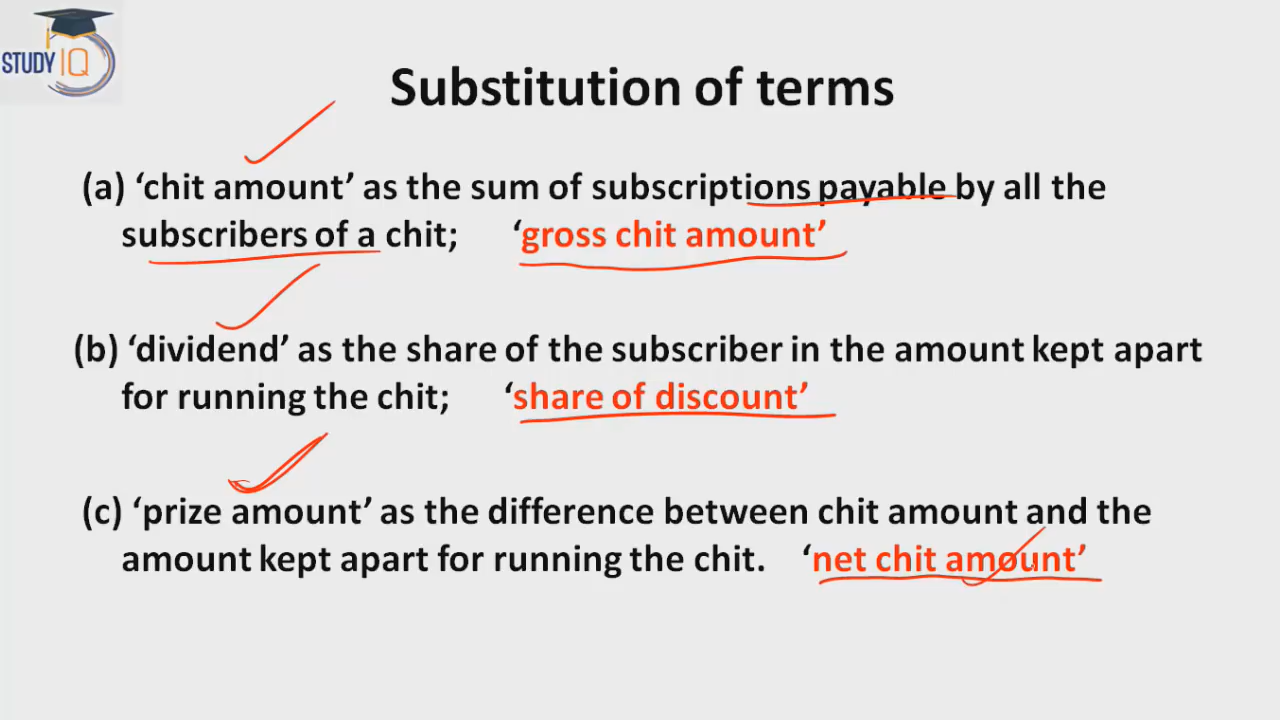 STUDY IQ
Substitution of terms
(a) ‘chit amount’ as the sum of subscriptions payable by all the
subscribers of a chit; ‘gross chit amount’
(b) ‘dividend’ as the share of the subscriber in the amount kept apart
for running the chit; ‘share of discount’
(c) ‘prize amount’ as the difference between chit amount and the
amount kept apart for running the chit. ‘net chit amount’